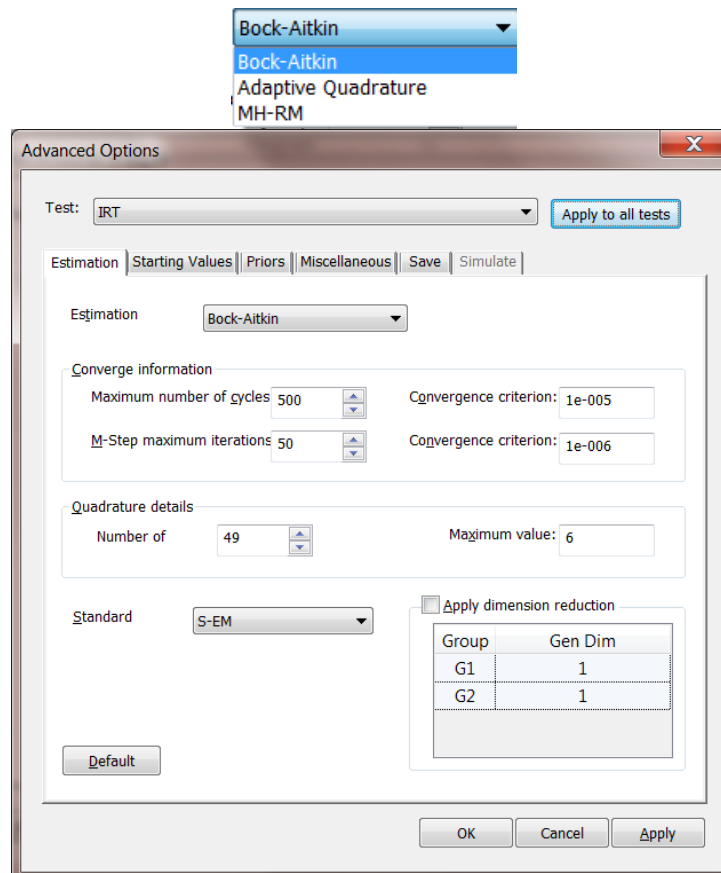 Bock-Aitkin
Bock-Aitkin
Adaptive Quadrature
MH-RM
Advanced Options
Test: IRT Apply to all tests
Estimation Starting Values Priors Miscellaneous Save Simulate
Estimation Bock-Aitkin
Converge information
Maximum number of cycles 500 Convergence criterion: 1e-005
M-Step maximum iterations 50 Convergence criterion: 1e-006
Quadrature details
Number of 49 Maximum value: 6
Standard S-EM Apply dimension reduction
Group Gen Dim
G1 1
G2 1
Default
OK Cancel Apply